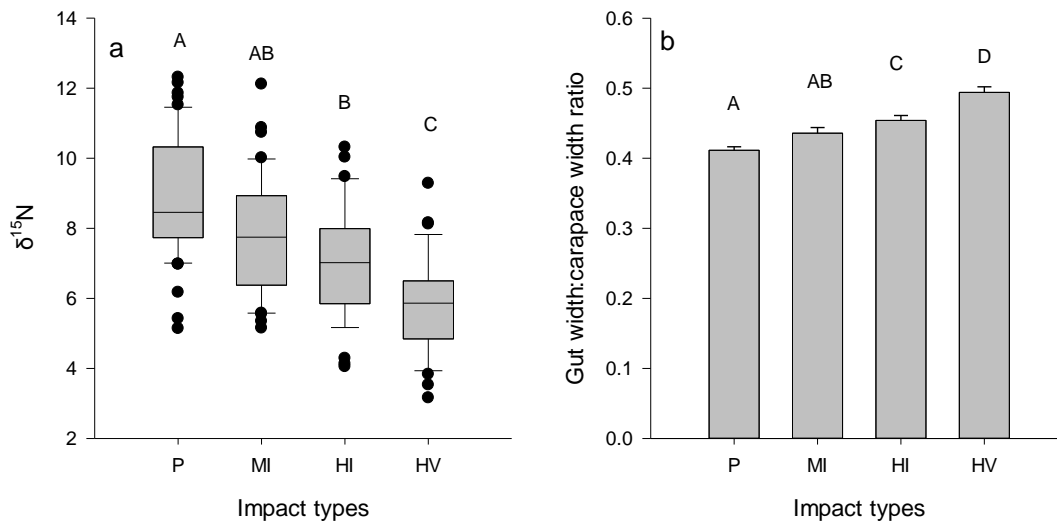 a
A
AB
B
C
14
12
10
8
6
4
2
δ15N
P
MI
HI
HV
Impact types
b
A
AB
C
D
0.6
0.5
0.4
0.3
0.2
0.1
0.0
Gut width:carapace width ratio
P
MI
HI
HV
Impact types